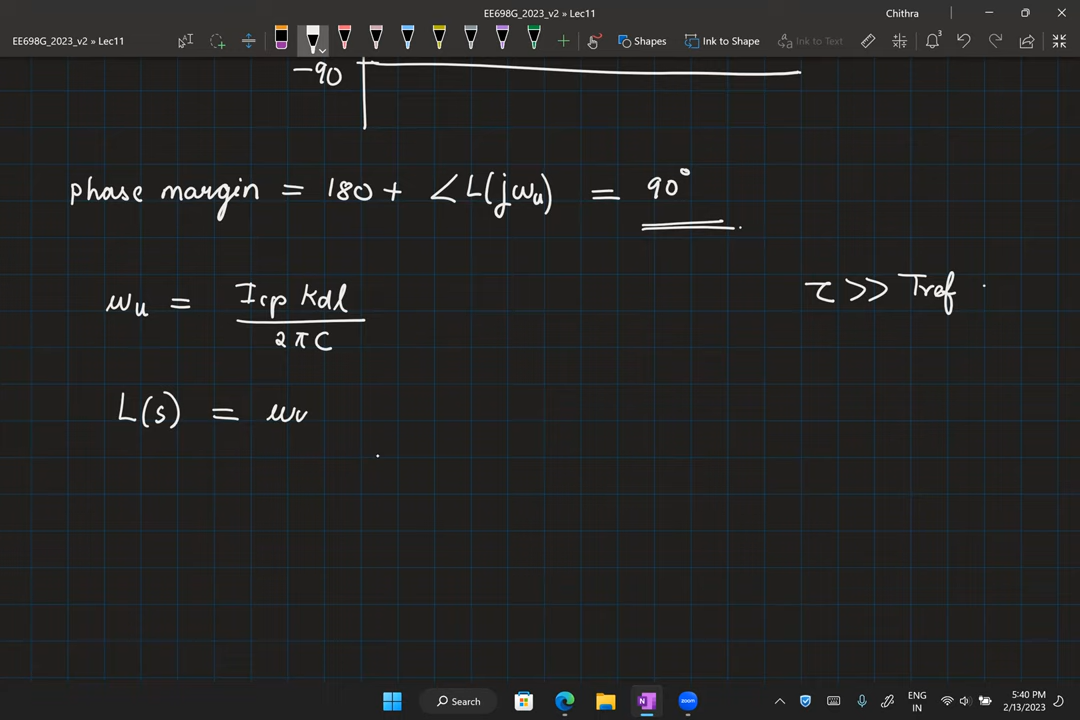 EE698G_2023_v2 » Lec11
Chithra
EE698G_2023_v2 » Lec11
Shapes
Ink to Shape
Ink to Text
-90
phase margin = 180 + ∠L(jωu) = 90°
ωu = Icp Kdl / 2πC
τ >> Tref .
L(s) = ωu
Search
zoom
ENG
IN
5:40 PM
2/13/2023